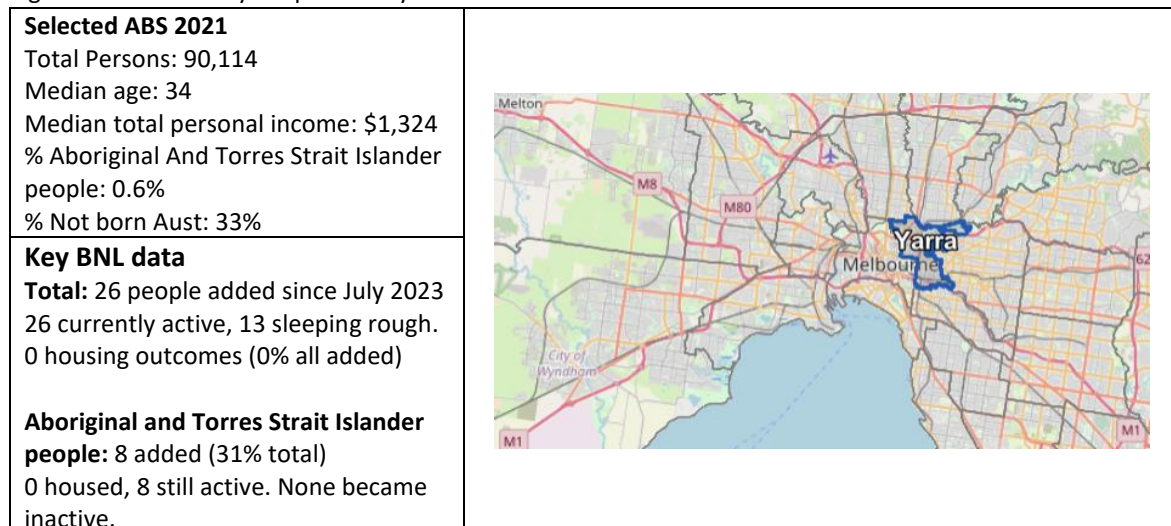 Selected ABS 2021
Total Persons: 90,114
Median age: 34
Median total personal income: $1,324
% Aboriginal And Torres Strait Islander
people: 0.6%
% Not born Aust: 33%
Key BNL data
Total: 26 people added since July 2023
26 currently active, 13 sleeping rough.
0 housing outcomes (0% all added)
Aboriginal and Torres Strait Islander
people: 8 added (31% total)
0 housed, 8 still active. None became
inactive.
Melton
M8
M80
Yarra
Melbourne
62
City of
Wyndham
M1
M1